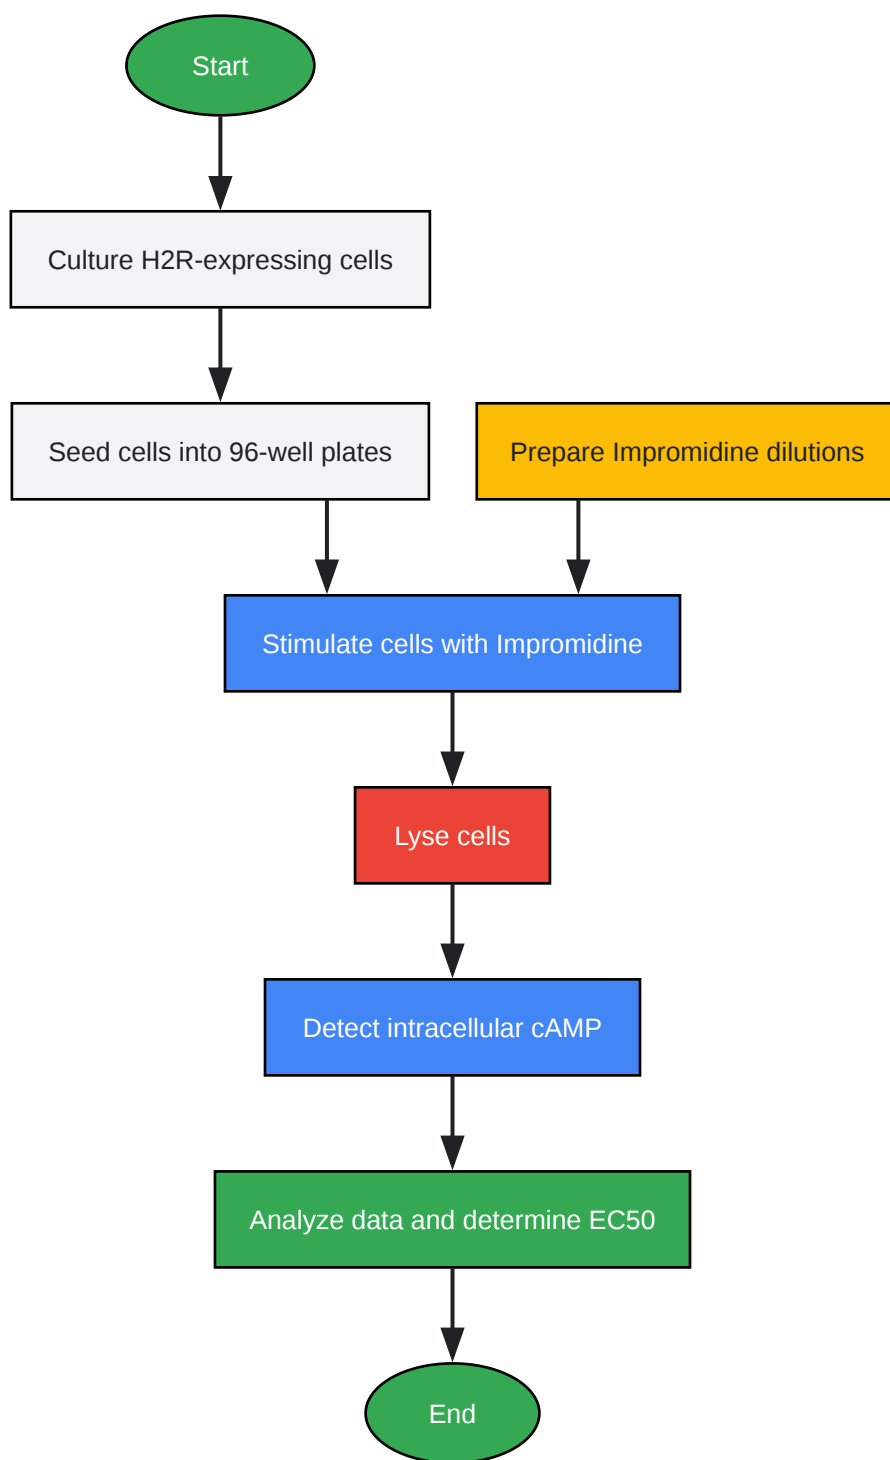 Start
Culture H2R-expressing cells
Seed cells into 96-well plates
Prepare Impromidine dilutions
Stimulate cells with Impromidine
Lyse cells
Detect intracellular cAMP
Analyze data and determine EC50
End